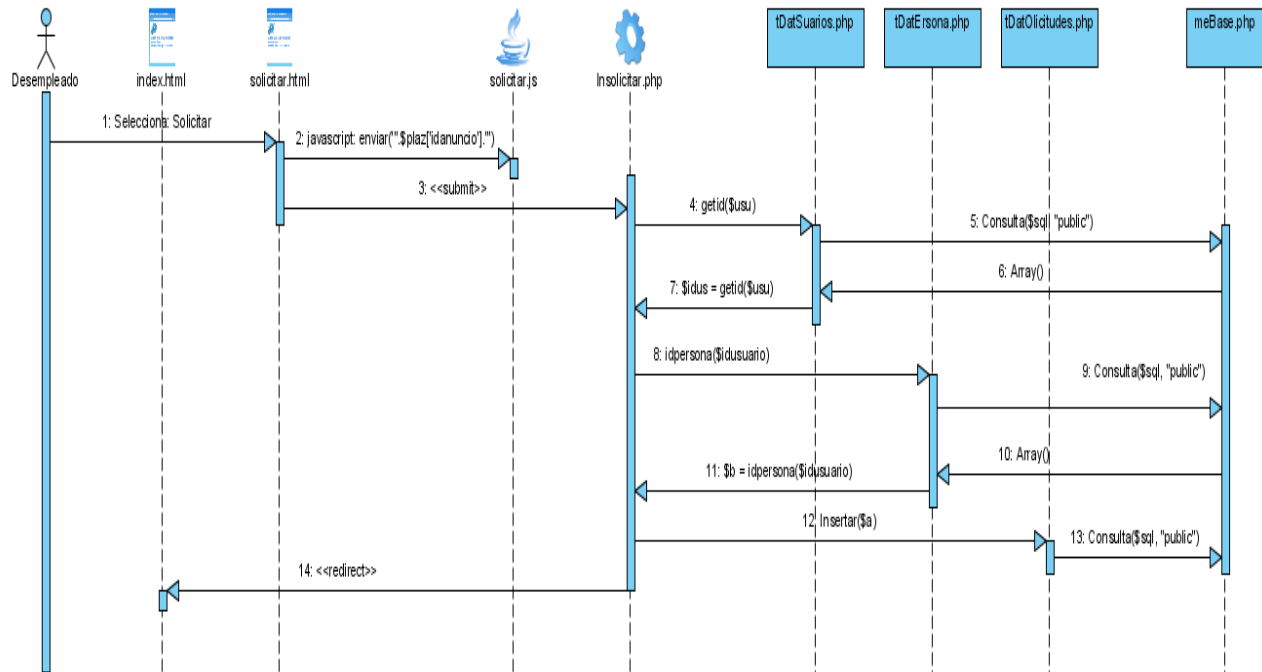 tDatSuarios.php
tDatErsona.php
tDatOlicitudes.php
meBase.php
Desempleado
index.html
solicitar.html
solicitar.js
Insolicitar.php
1: Selecciona: Solicitar
2: javascript: enviar('".$plaz['idanuncio']."')
3: <<submit>>
4: getid($usu)
5: Consulta($sql, "public")
6: Array()
7: $idus = getid($usu)
8: idpersona($idusuario)
9: Consulta($sql, "public")
10: Array()
11: $b = idpersona($idusuario)
12: Insertar($a)
13: Consulta($sql, "public")
14: <<redirect>>